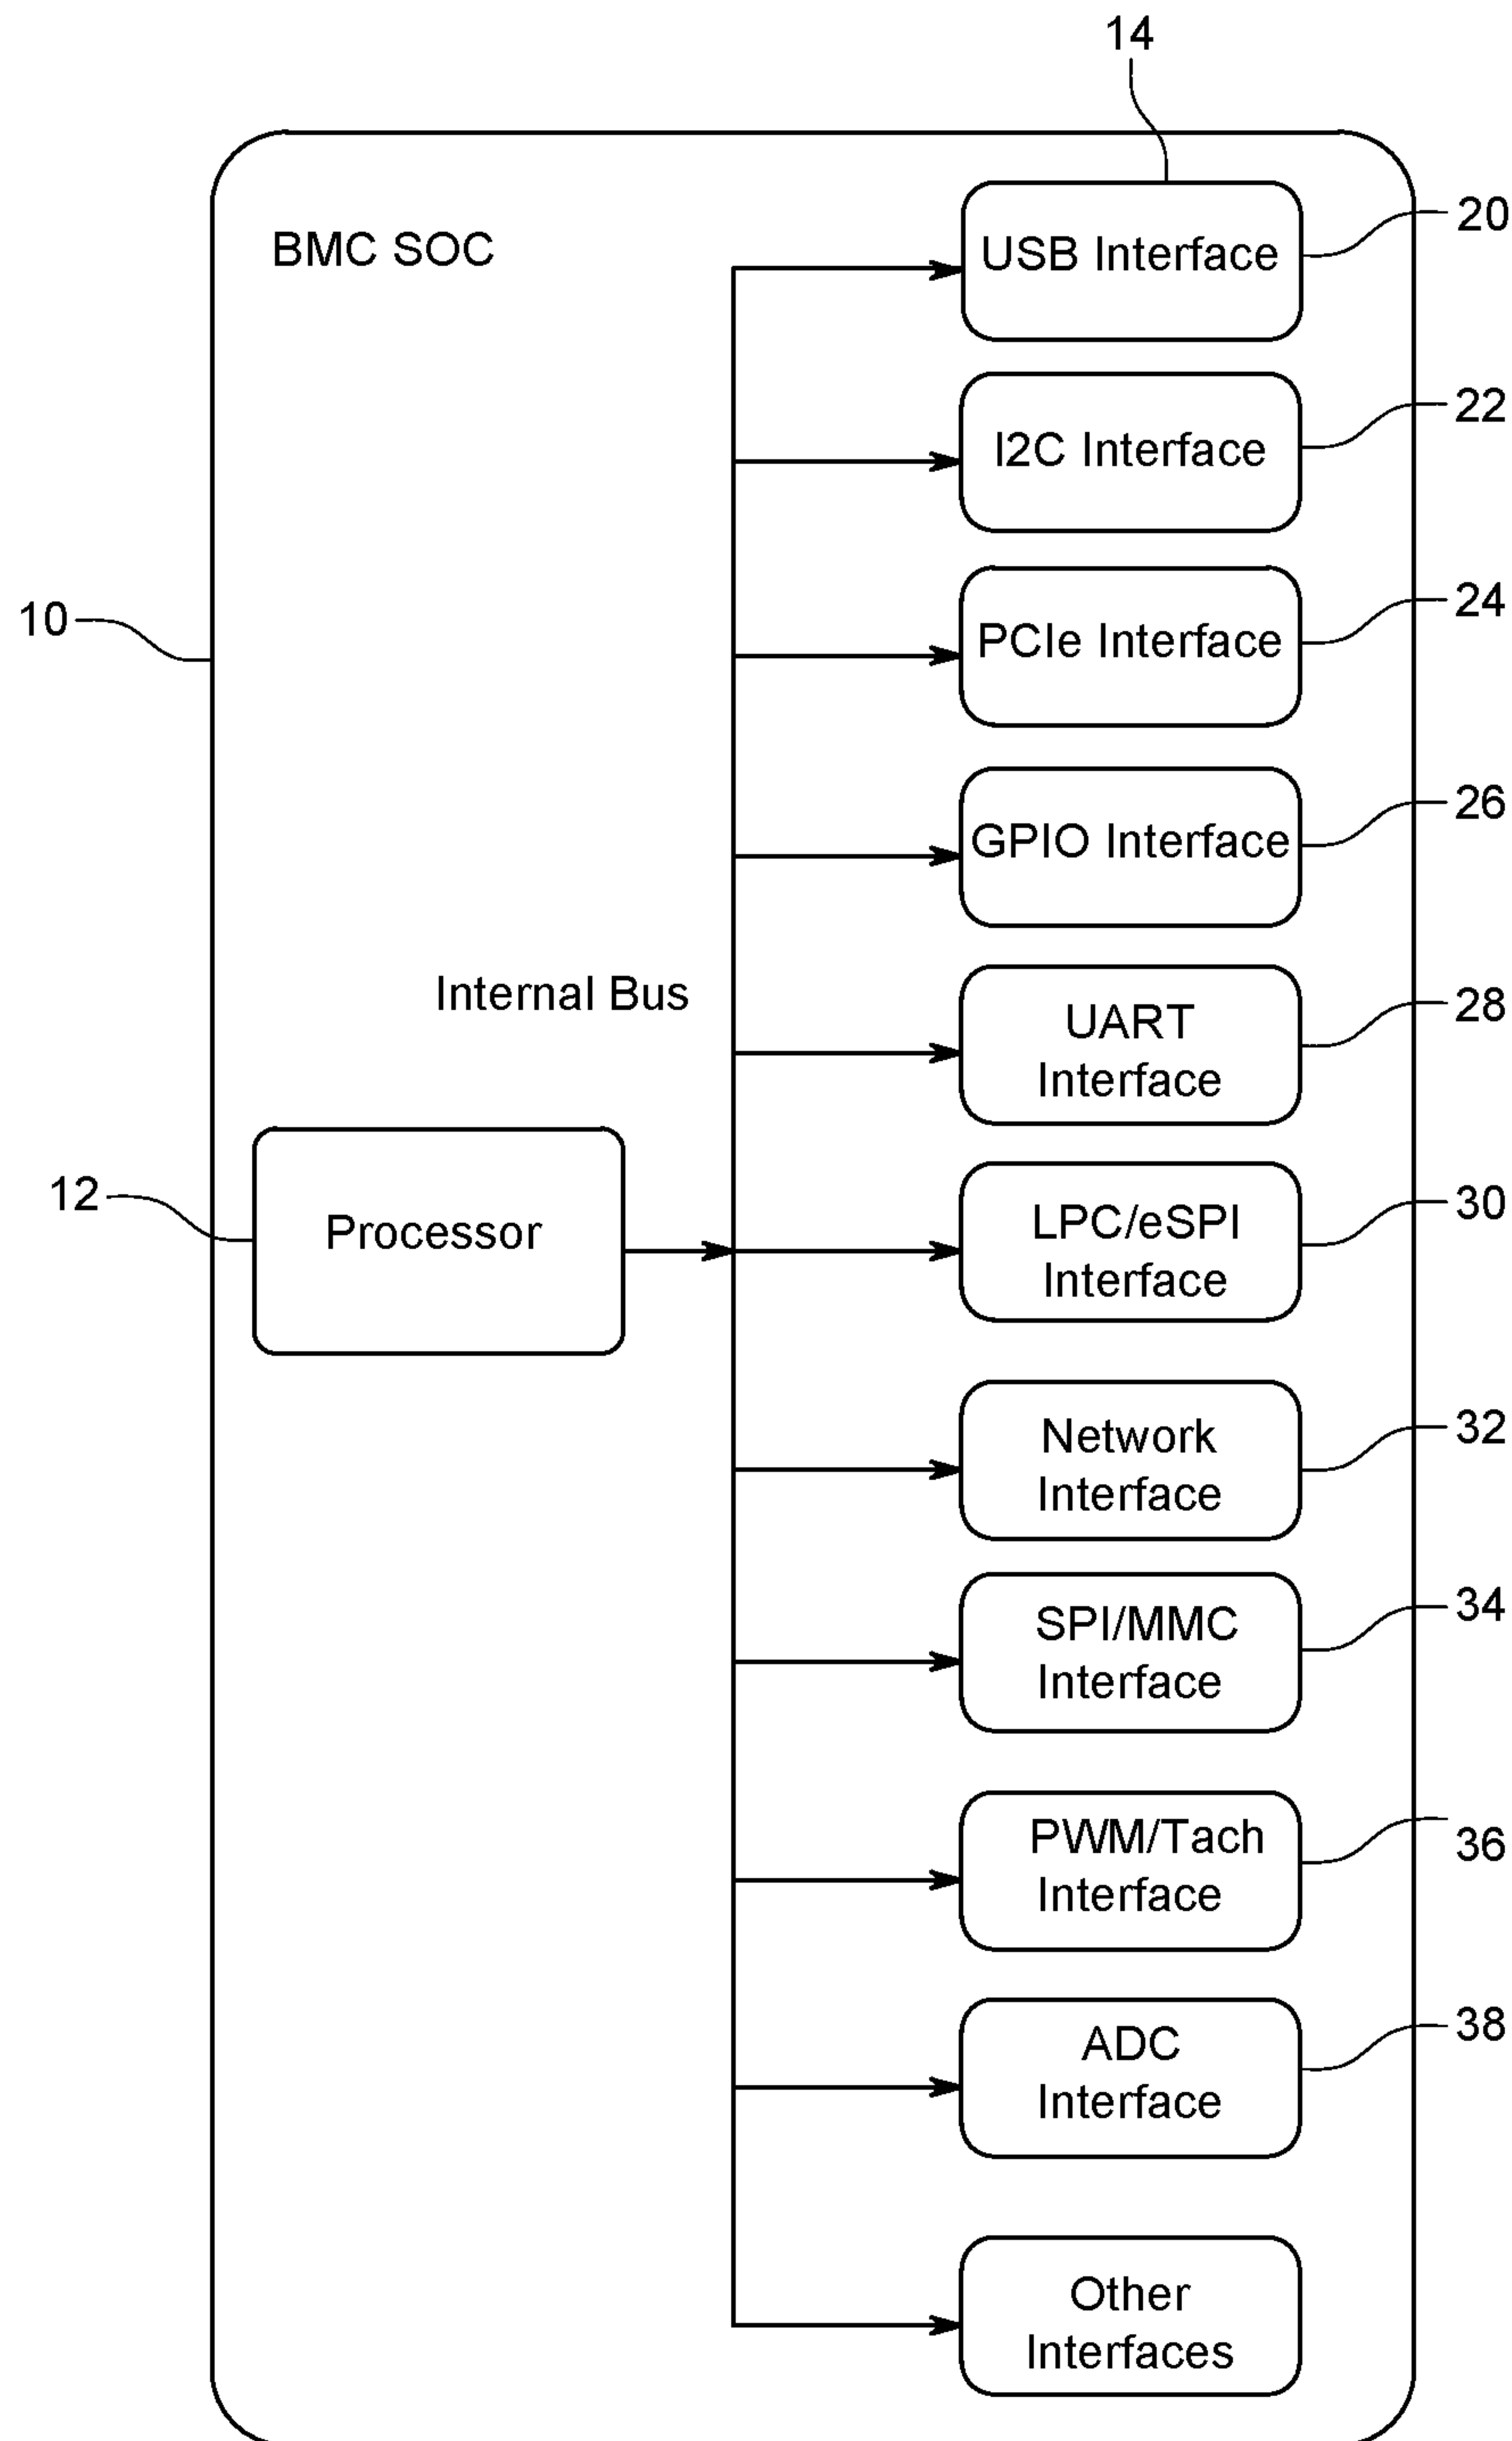 14
BMC SOC
USB Interface
20
I2C Interface
22
10
PCIe Interface
24
GPIO Interface
26
Internal Bus
UART
Interface
28
12
Processor
LPC/eSPI
Interface
30
Network
Interface
32
SPI/MMC
Interface
34
PWM/Tach
Interface
36
ADC
Interface
38
Other
Interfaces